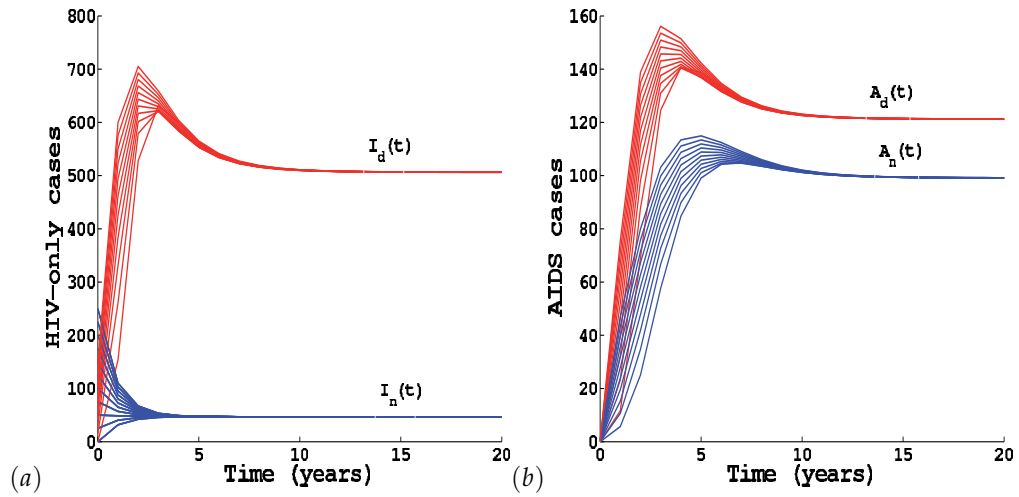 800
700
600
500
400
300
200
100
0
HIV−only cases
I_d(t)
I_n(t)
0 5 10 15 20
Time (years)
(a)
160
140
120
100
80
60
40
20
0
AIDS cases
A_d(t)
A_n(t)
0 5 10 15 20
Time (years)
(b)